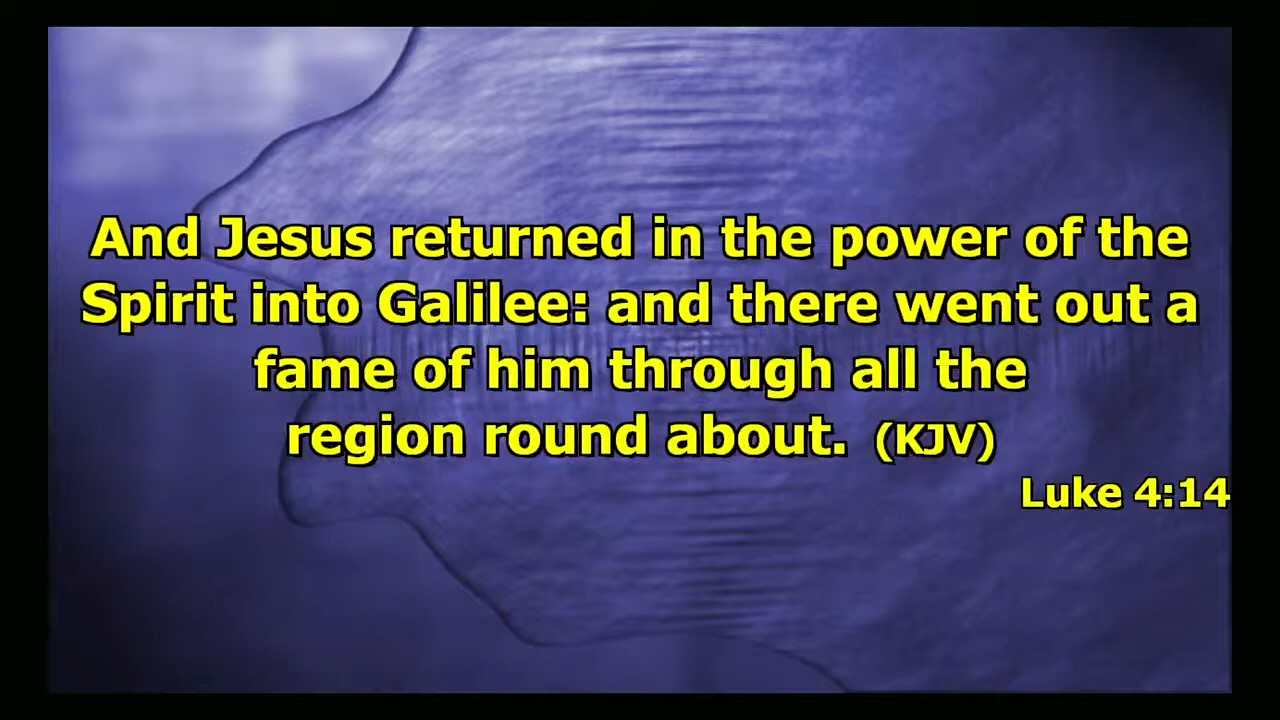 And Jesus returned in the power of the
Spirit into Galilee: and there went out a
fame of him through all the
region round about. (KJV)
Luke 4:14